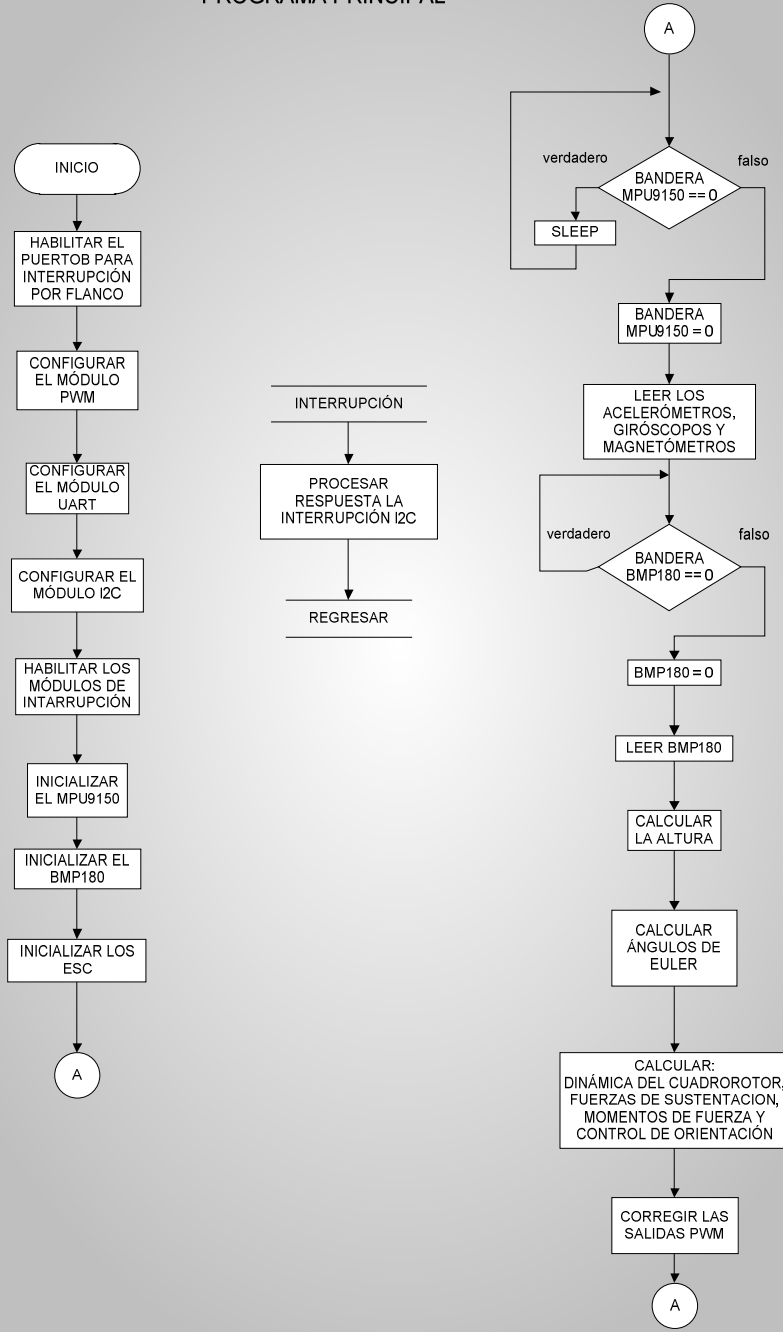 PROGRAMA PRINCIPAL
INICIO
HABILITAR EL
PUERTOB PARA
INTERRUPCIÓN
POR FLANCO
CONFIGURAR
EL MÓDULO
PWM
CONFIGURAR
EL MÓDULO
UART
CONFIGURAR EL
MÓDULO I2C
HABILITAR LOS
MÓDULOS DE
INTARRUPCIÓN
INICIALIZAR
EL MPU9150
INICIALIZAR EL
BMP180
INICIALIZAR LOS
ESC
A
INTERRUPCIÓN
PROCESAR
RESPUESTA LA
INTERRUPCIÓN I2C
REGRESAR
A
verdadero
falso
BANDERA
MPU9150 == 0
SLEEP
BANDERA
MPU9150 = 0
LEER LOS
ACELERÓMETROS,
GIRÓSCOPOS Y
MAGNETÓMETROS
verdadero
falso
BANDERA
BMP180 == 0
BMP180 = 0
LEER BMP180
CALCULAR
LA ALTURA
CALCULAR
ÁNGULOS DE
EULER
CALCULAR:
DINÁMICA DEL CUADROROTOR,
FUERZAS DE SUSTENTACION,
MOMENTOS DE FUERZA Y
CONTROL DE ORIENTACIÓN
CORREGIR LAS
SALIDAS PWM
A